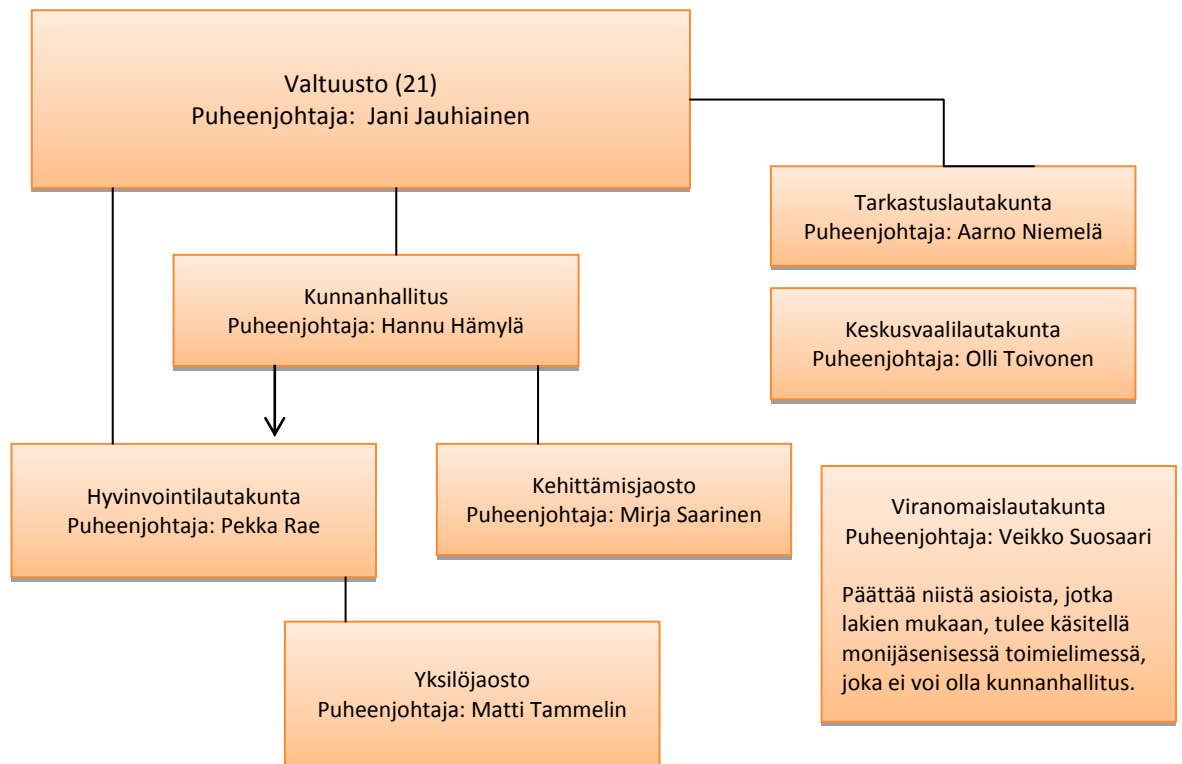 Valtuusto (21)
Puheenjohtaja: Jani Jauhiainen
Tarkastuslautakunta
Puheenjohtaja: Aarno Niemelä
Kunnanhallitus
Puheenjohtaja: Hannu Hämylä
Keskusvaalilautakunta
Puheenjohtaja: Olli Toivonen
Hyvinvointilautakunta
Puheenjohtaja: Pekka Rae
Kehittämisjaosto
Puheenjohtaja: Mirja Saarinen
Viranomaislautakunta
Puheenjohtaja: Veikko Suosaari
Päättää niistä asioista, jotka
lakien mukaan, tulee käsitellä
monijäsenisessä toimielimessä,
joka ei voi olla kunnanhallitus.
Yksilöjaosto
Puheenjohtaja: Matti Tammelin